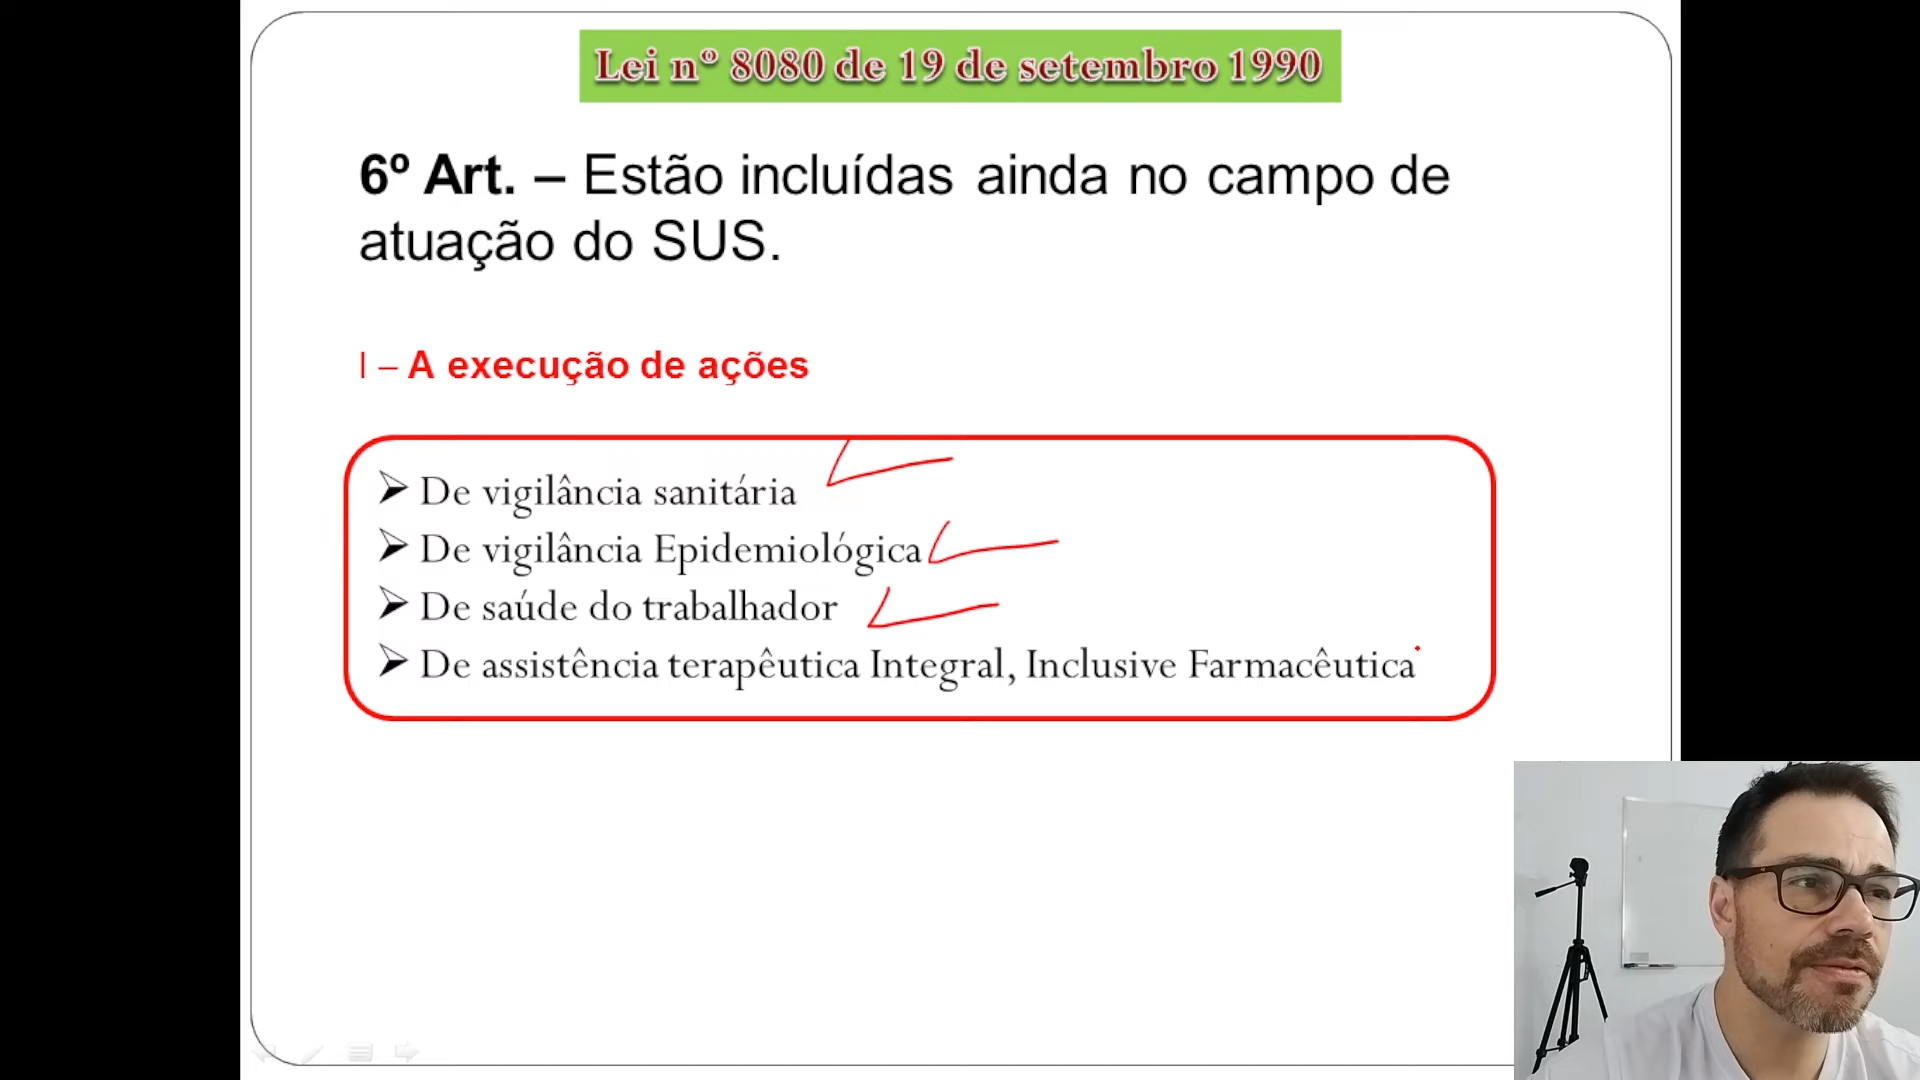 Lei nº 8080 de 19 de setembro 1990
6º Art. – Estão incluídas ainda no campo de
atuação do SUS.
I – A execução de ações
➢ De vigilância sanitária
➢ De vigilância Epidemiológica
➢ De saúde do trabalhador
➢ De assistência terapêutica Integral, Inclusive Farmacêutica